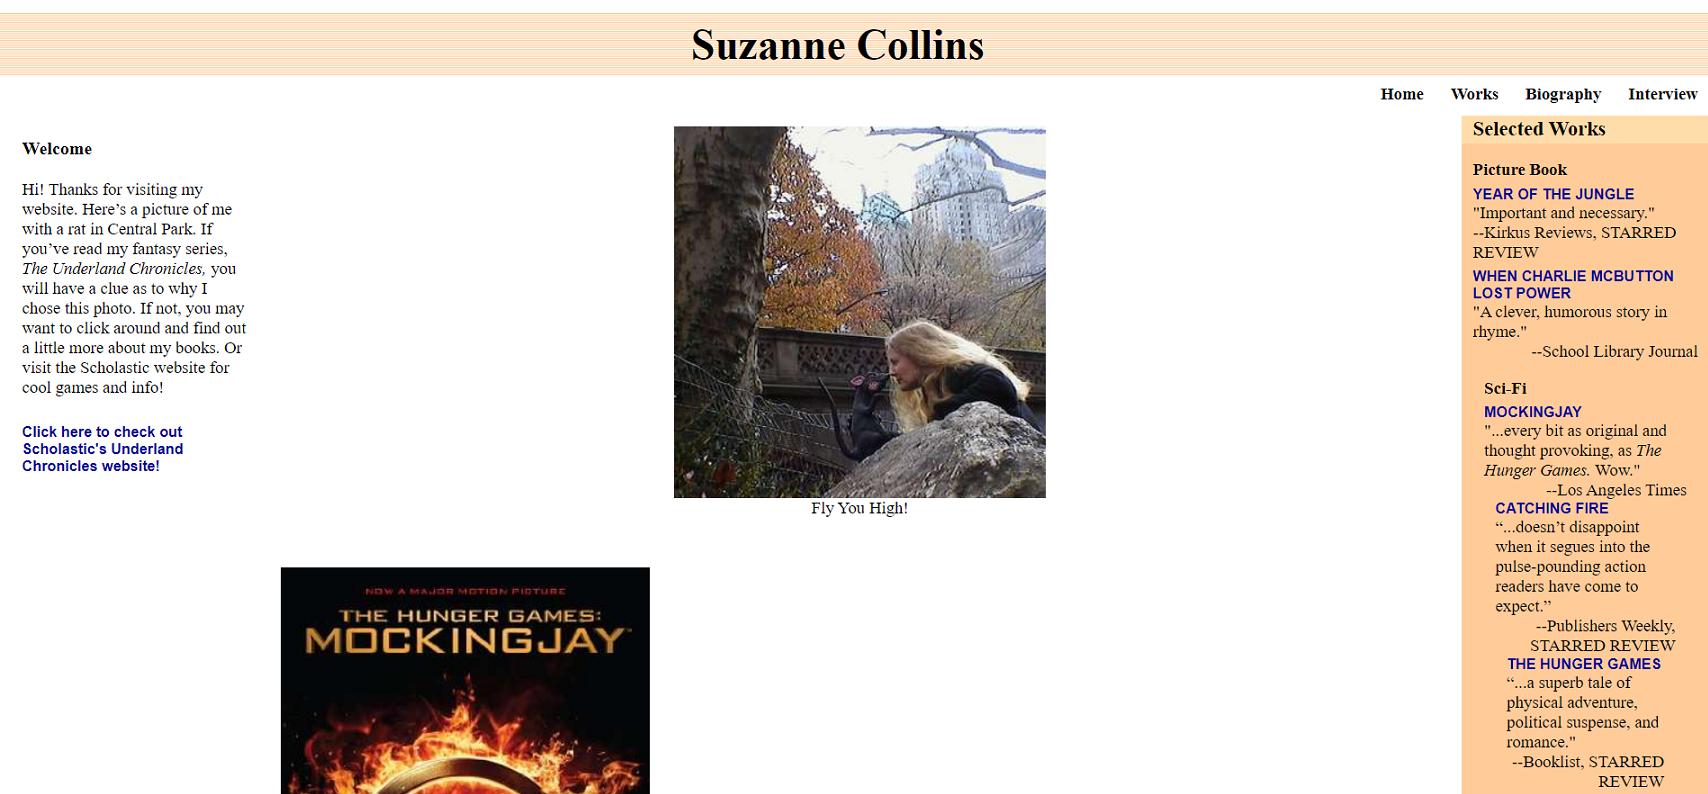 Suzanne Collins
Home Works Biography Interview
Welcome
Hi! Thanks for visiting my
website. Here’s a picture of me
with a rat in Central Park. If
you’ve read my fantasy series,
The Underland Chronicles, you
will have a clue as to why I
chose this photo. If not, you may
want to click around and find out
a little more about my books. Or
visit the Scholastic website for
cool games and info!
Click here to check out
Scholastic's Underland
Chronicles website!
Fly You High!
NOW A MAJOR MOTION PICTURE
THE HUNGER GAMES:
MOCKINGJAY™
Selected Works
Picture Book
YEAR OF THE JUNGLE
"Important and necessary."
--Kirkus Reviews, STARRED
REVIEW
WHEN CHARLIE MCBUTTON
LOST POWER
"A clever, humorous story in
rhyme."
--School Library Journal
Sci-Fi
MOCKINGJAY
"...every bit as original and
thought provoking, as The
Hunger Games. Wow."
--Los Angeles Times
CATCHING FIRE
“...doesn’t disappoint
when it segues into the
pulse-pounding action
readers have come to
expect.”
--Publishers Weekly,
STARRED REVIEW
THE HUNGER GAMES
“...a superb tale of
physical adventure,
political suspense, and
romance."
--Booklist, STARRED
REVIEW